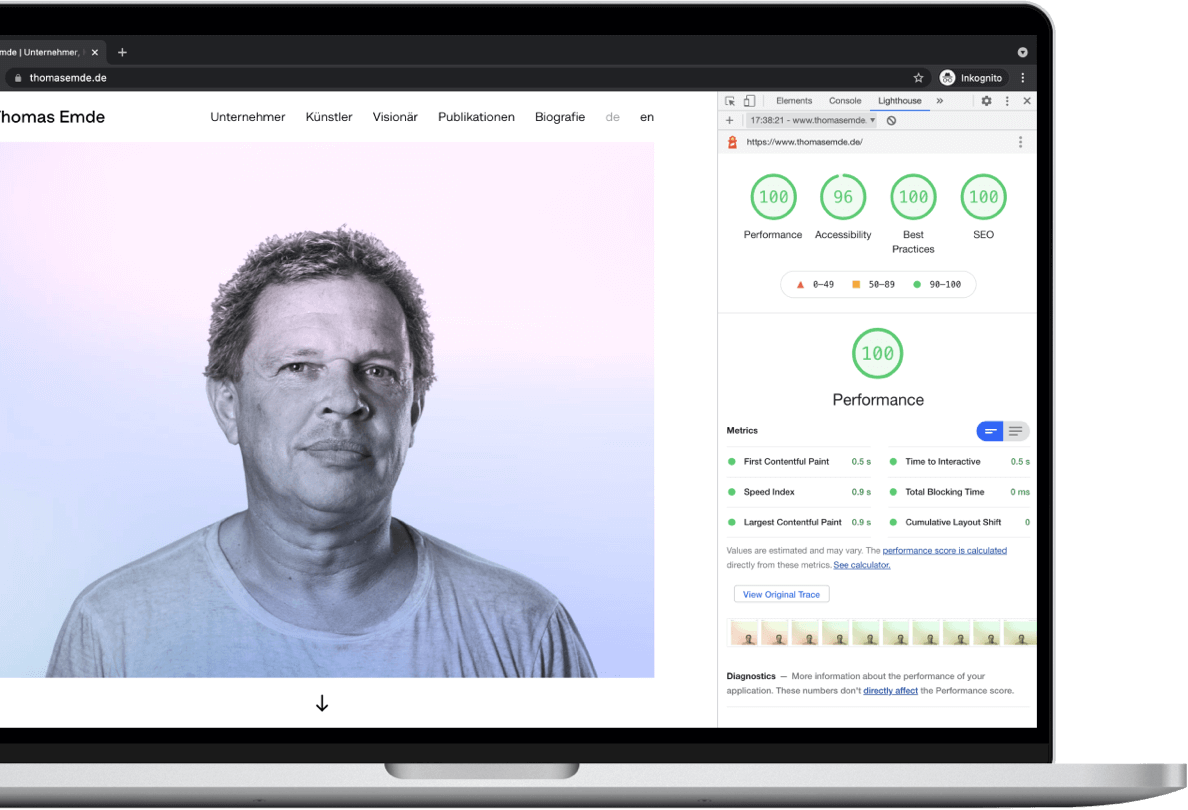 mde | Unternehmer,
thomasemde.de
Inkognito
Thomas Emde
Unternehmer Künstler Visionär Publikationen Biografie de en
Elements Console Lighthouse
17:38:21 - www.thomasemde.
https://www.thomasemde.de/
100 96 100 100
Performance Accessibility Best Practices SEO
0–49 50–89 90–100
100
Performance
Metrics
First Contentful Paint 0.5 s Time to Interactive 0.5 s
Speed Index 0.9 s Total Blocking Time 0 ms
Largest Contentful Paint 0.9 s Cumulative Layout Shift 0
Values are estimated and may vary. The performance score is calculated
directly from these metrics. See calculator.
View Original Trace
Diagnostics — More information about the performance of your
application. These numbers don't directly affect the Performance score.